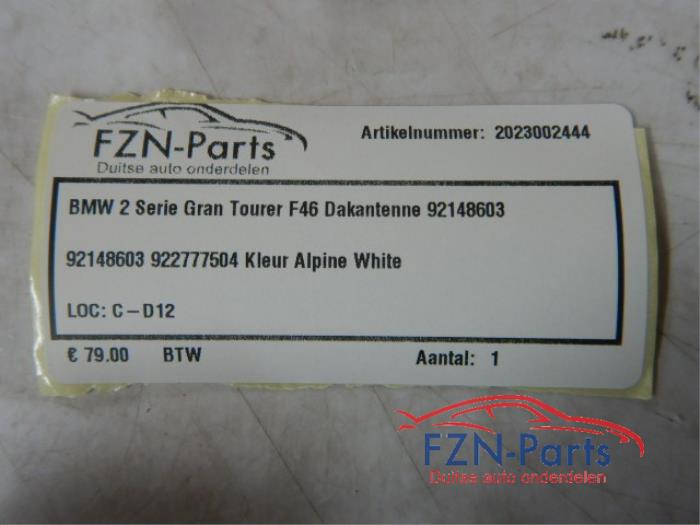 FZN-Parts
Duitse auto onderdelen
Artikelnummer: 2023002444
BMW 2 Serie Gran Tourer F46 Dakantenne 92148603
92148603 922777504 Kleur Alpine White
LOC: C-D12
€ 79.00 BTW Aantal: 1
FZN-Parts
Duitse auto onderdelen